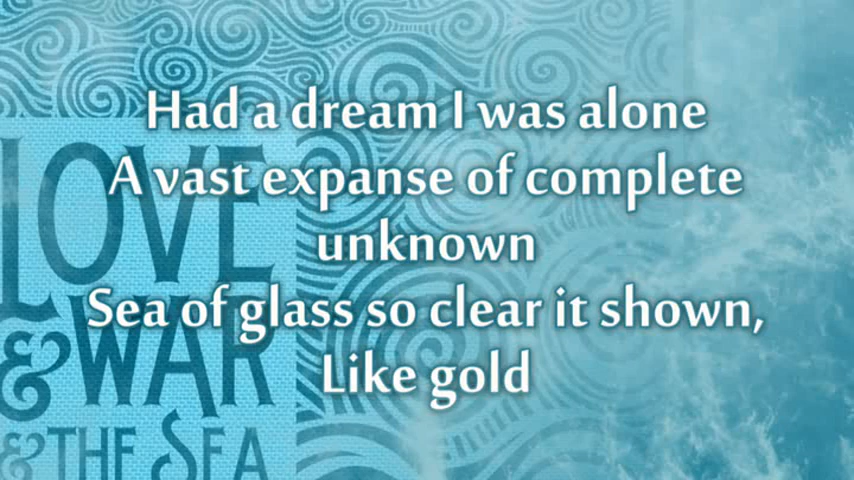 Had a dream I was alone
A vast expanse of complete
unknown
Sea of glass so clear it shown,
Like gold
LOVE
& WAR
& THE SEA